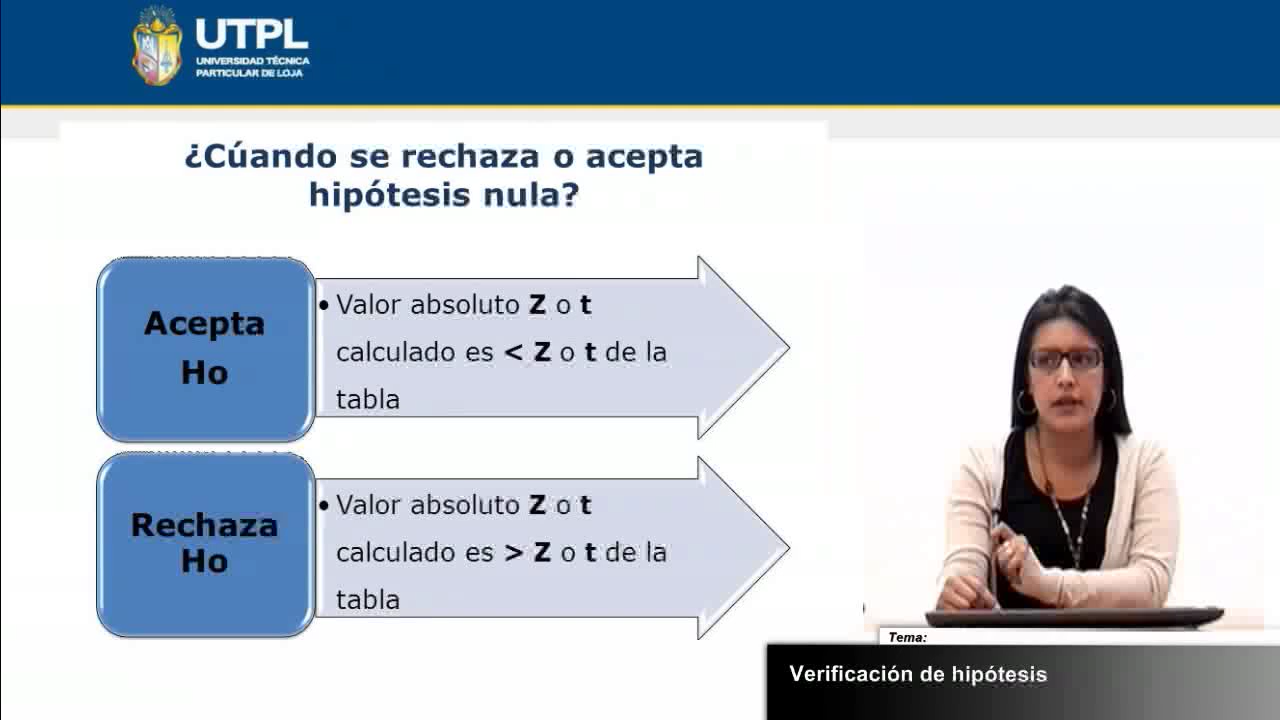 UTPL
UNIVERSIDAD TÉCNICA
PARTICULAR DE LOJA
¿Cúando se rechaza o acepta
hipótesis nula?
Acepta
Ho
• Valor absoluto Z o t
calculado es < Z o t de la
tabla
Rechaza
Ho
• Valor absoluto Z o t
calculado es > Z o t de la
tabla
Tema:
Verificación de hipótesis